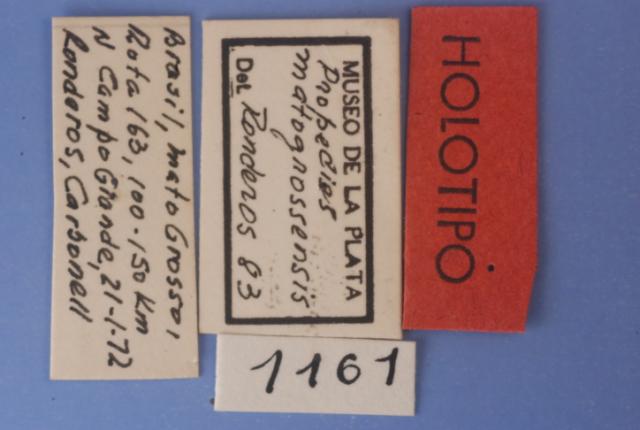 Brasil, Mato Grosso,
Rota 163, 100-150 Km
N Campo Grande, 21-1-72
Ronderos, Carbonell
MUSEO DE LA PLATA
Propedies
matogrossensis
Det. Ronderos 83
HOLOTIPO
1161